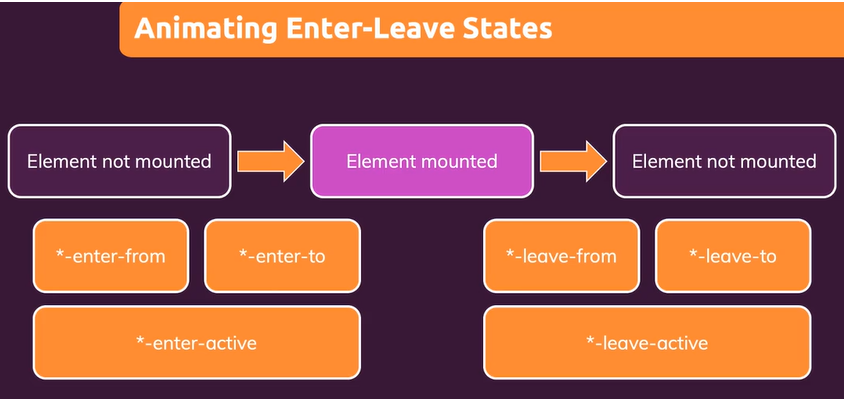 Animating Enter-Leave States
Element not mounted
Element mounted
Element not mounted
*-enter-from
*-enter-to
*-leave-from
*-leave-to
*-enter-active
*-leave-active